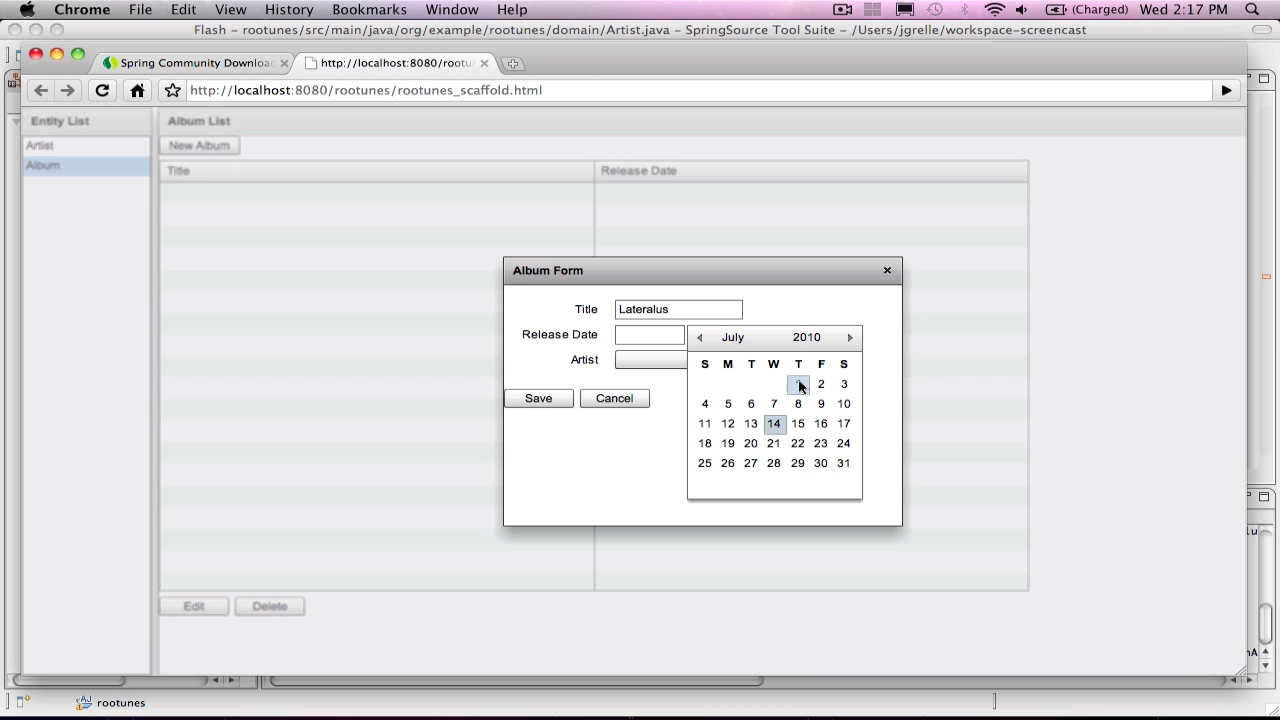 Chrome File Edit View History Bookmarks Window Help (Charged) Wed 2:17 PM
Flash – rootunes/src/main/java/org/example/rootunes/domain/Artist.java – SpringSource Tool Suite – /Users/jgrelle/workspace-screencast
Spring Community Downloa http://localhost:8080/rootu
http://localhost:8080/rootunes/rootunes_scaffold.html
Entity List Album List
Artist New Album
Album Title Release Date
Album Form
Title Lateralus
Release Date July 2010
Artist
S M T W T F S
1 2 3
Save Cancel
4 5 6 7 8 9 10
11 12 13 14 15 16 17
18 19 20 21 22 23 24
25 26 27 28 29 30 31
lu
Edit Delete
nA
rootunes